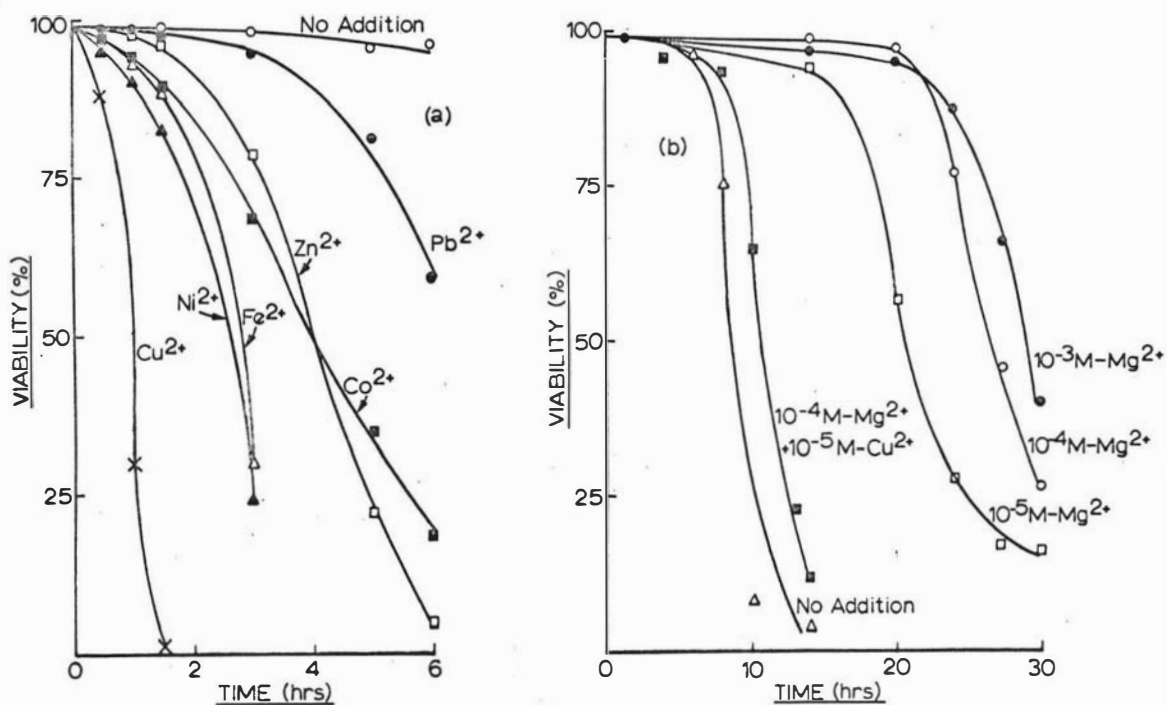 100
75
50
25
0
VIABILITY (%)
0
2
4
6
TIME (hrs)
(a)
No Addition
Pb2+
Zn2+
Ni2+
Fe2+
Cu2+
Co2+
100
75
50
25
VIABILITY (%)
0
10
20
30
TIME (hrs)
(b)
10-3M-Mg2+
10-4M-Mg2+
+10-5M-Cu2+
10-4M-Mg2+
10-5M-Mg2+
No Addition